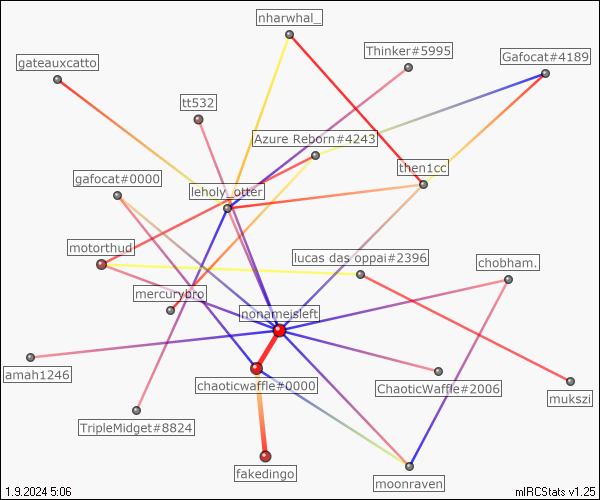 nharwhal_
Thinker#5995
Gafocat#4189
gateauxcatto
tt532
Azure Reborn#4243
then1cc
gafocat#0000
leholy_otter
motorthud
lucas das oppai#2396
chobham.
mercurybro
nonameisleft
amah1246
chaoticwaffle#0000
ChaoticWaffle#2006
mukszi
TripleMidget#8824
fakedingo
moonraven
1.9.2024 5:06
mIRCStats v1.25